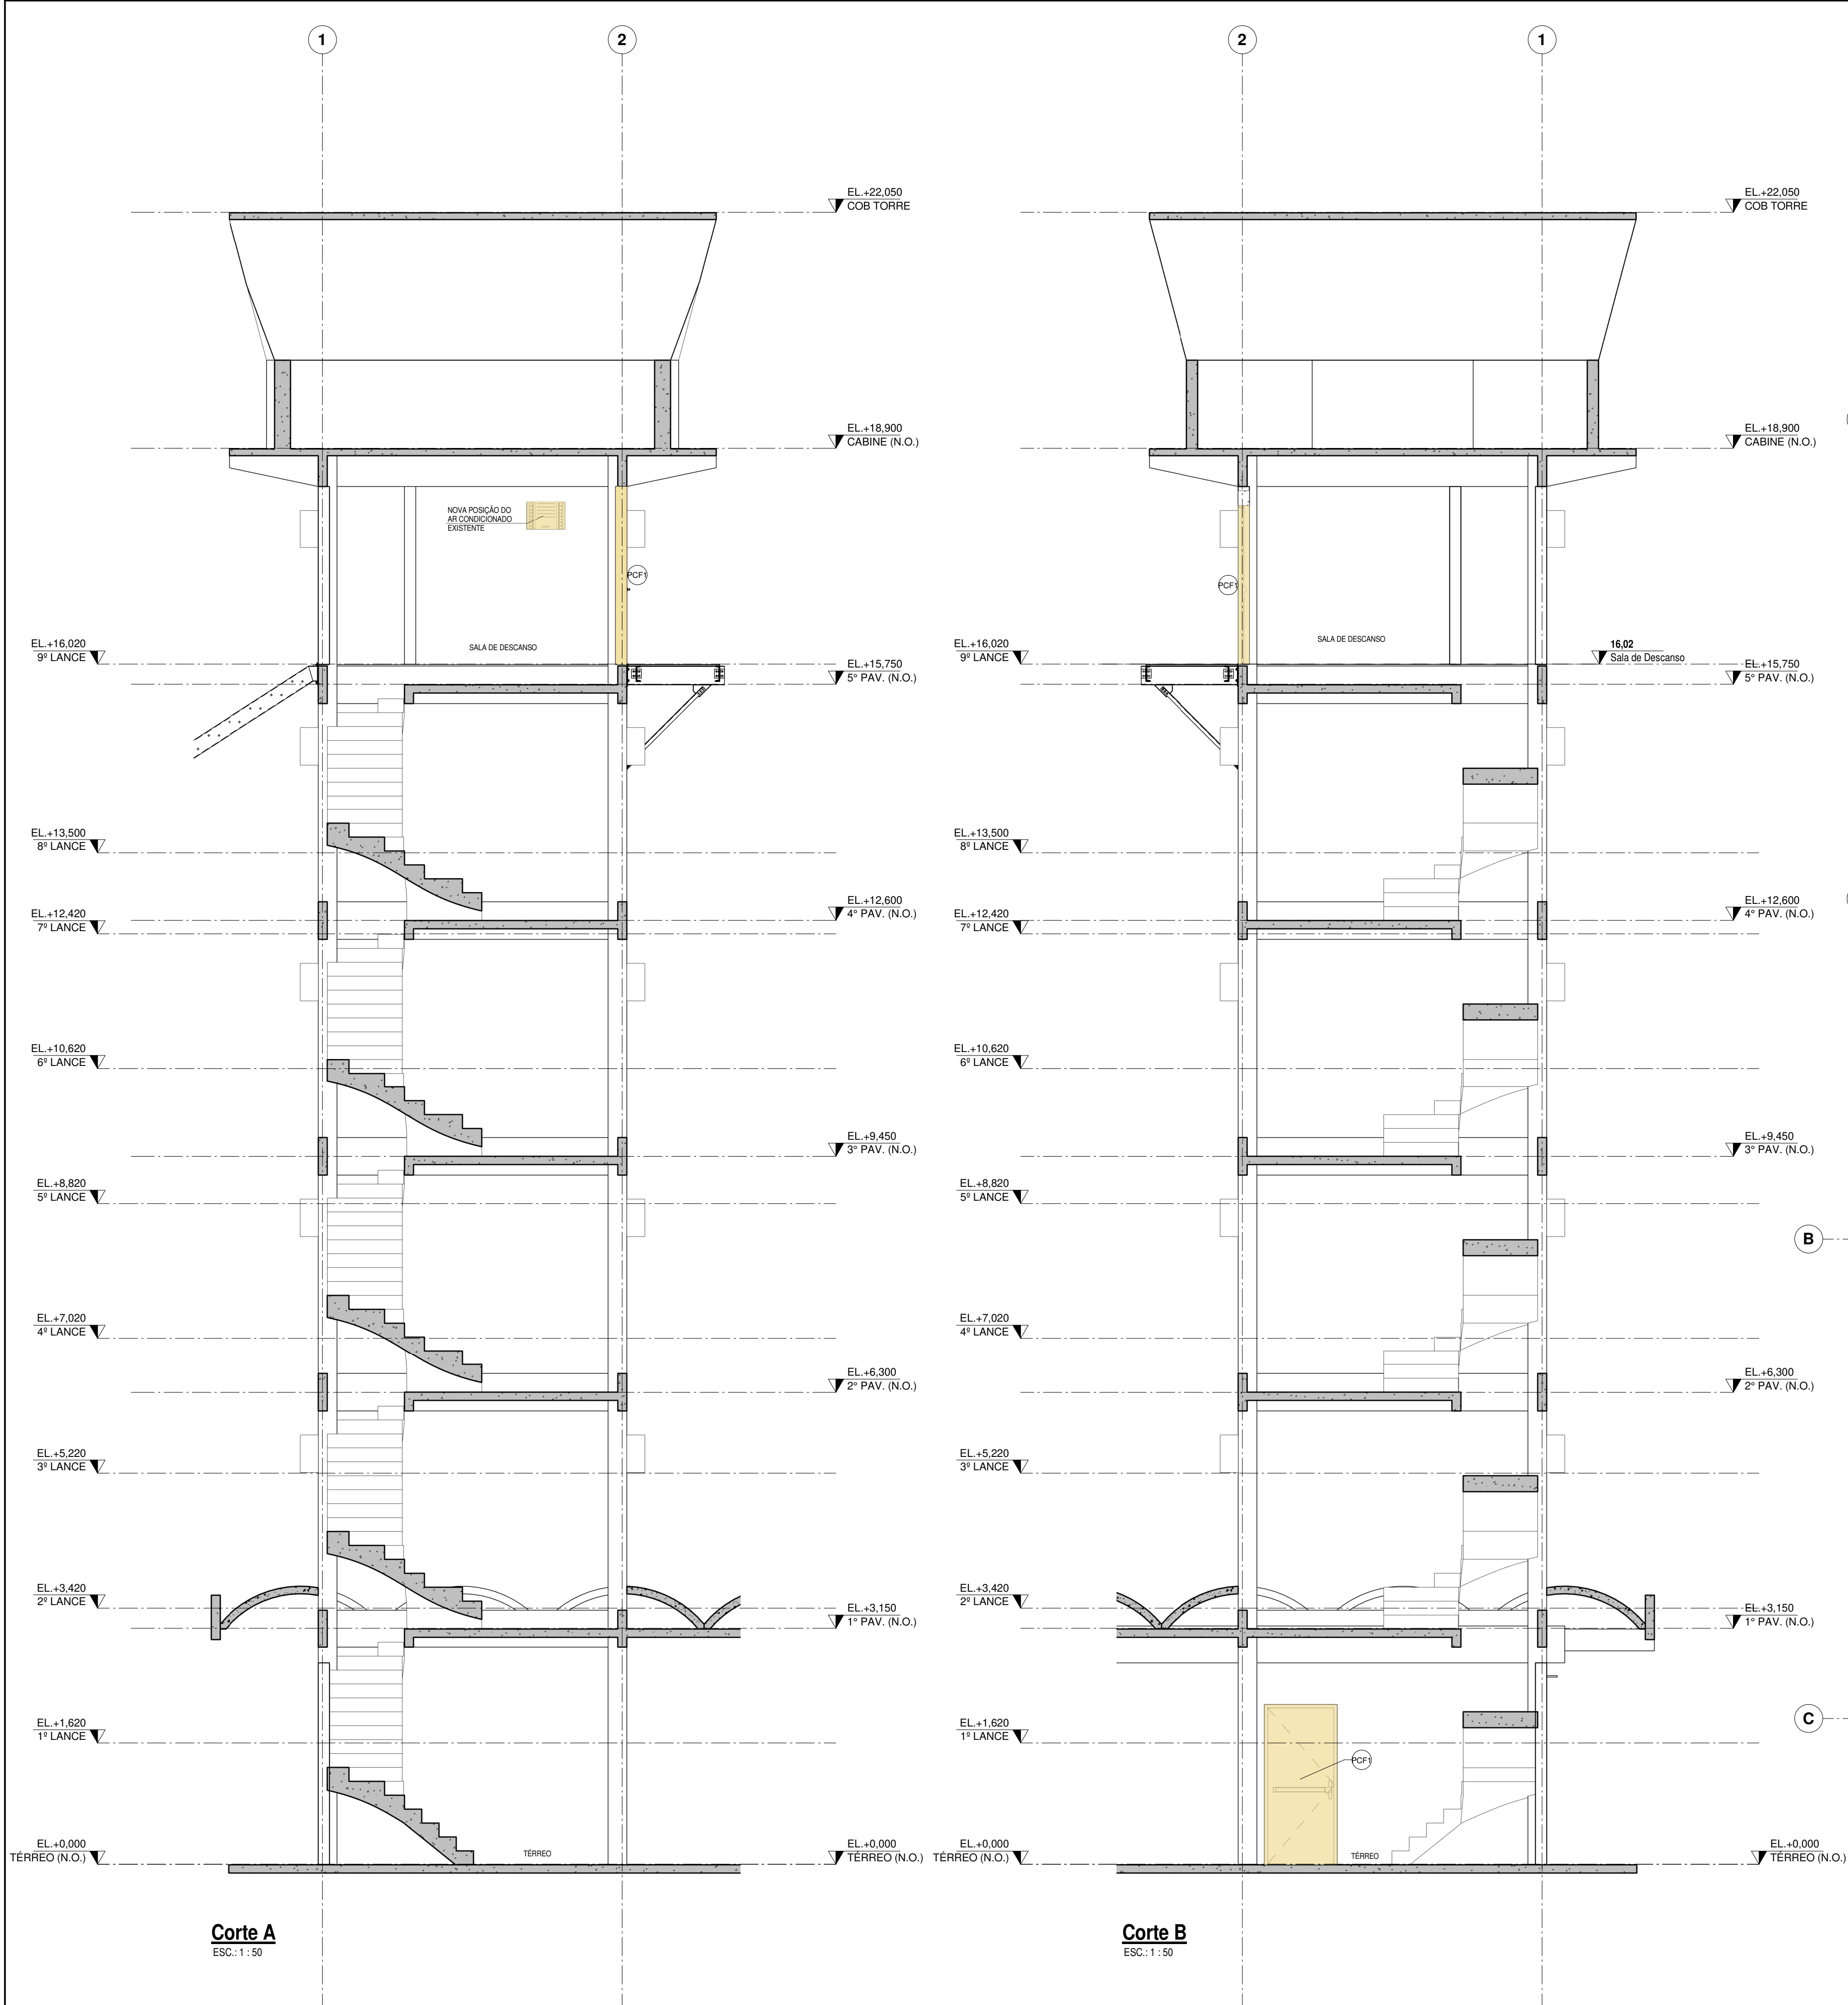 1
2
EL.+22,050
COB TORRE
EL.+18,900
CABINE (N.O.)
NOVA POSIÇÃO DO
AR CONDICIONADO
EXISTENTE
PCF1
SALA DE DESCANSO
EL.+16,020
9º LANCE
EL.+15,750
5° PAV. (N.O.)
EL.+13,500
8º LANCE
EL.+12,600
4° PAV. (N.O.)
EL.+12,420
7º LANCE
EL.+10,620
6º LANCE
EL.+9,450
3° PAV. (N.O.)
EL.+8,820
5º LANCE
EL.+7,020
4º LANCE
EL.+6,300
2° PAV. (N.O.)
EL.+5,220
3º LANCE
EL.+3,420
2º LANCE
EL.+3,150
1° PAV. (N.O.)
EL.+1,620
1º LANCE
EL.+0,000
TÉRREO (N.O.)
TÉRREO
EL.+0,000
TÉRREO (N.O.)
Corte A
ESC.: 1 : 50
2
1
EL.+22,050
COB TORRE
EL.+18,900
CABINE (N.O.)
PCF1
SALA DE DESCANSO
EL.+16,020
9º LANCE
16,02
Sala de Descanso
EL.+15,750
5° PAV. (N.O.)
EL.+13,500
8º LANCE
EL.+12,600
4° PAV. (N.O.)
EL.+12,420
7º LANCE
EL.+10,620
6º LANCE
EL.+9,450
3° PAV. (N.O.)
EL.+8,820
5º LANCE
B
EL.+7,020
4º LANCE
EL.+6,300
2° PAV. (N.O.)
EL.+5,220
3º LANCE
EL.+3,420
2º LANCE
EL.+3,150
1° PAV. (N.O.)
EL.+1,620
1º LANCE
C
PCF1
EL.+0,000
TÉRREO (N.O.)
TÉRREO
EL.+0,000
TÉRREO (N.O.)
Corte B
ESC.: 1 : 50